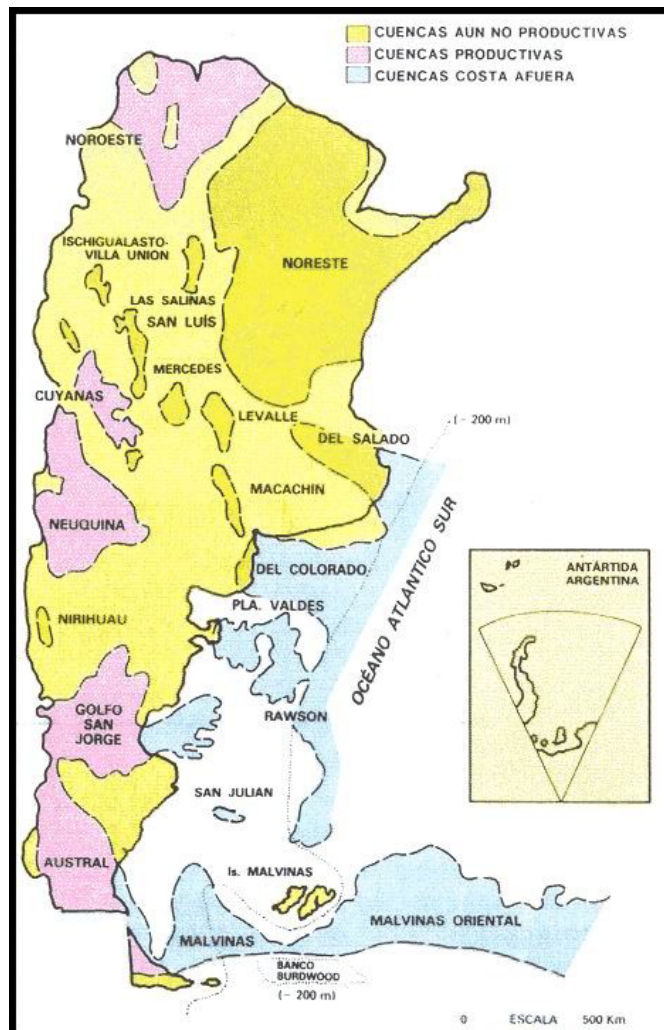 CUENCAS AUN NO PRODUCTIVAS
CUENCAS PRODUCTIVAS
CUENCAS COSTA AFUERA
NOROESTE
ISCHIGUALASTO-
VILLA UNION
NORESTE
LAS SALINAS
SAN LUÍS
MERCEDES
CUYANAS
LEVALLE
(- 200 m)
DEL SALADO
MACACHIN
NEUQUINA
OCÉANO ATLÁNTICO SUR
ANTÁRTIDA
ARGENTINA
DEL COLORADO
PLA. VALDES
NIRIHUAU
GOLFO
SAN
JORGE
RAWSON
SAN JULIAN
AUSTRAL
Is. MALVINAS
MALVINAS ORIENTAL
MALVINAS
BANCO
BURDWOOD
(- 200 m)
0 ESCALA 500 Km